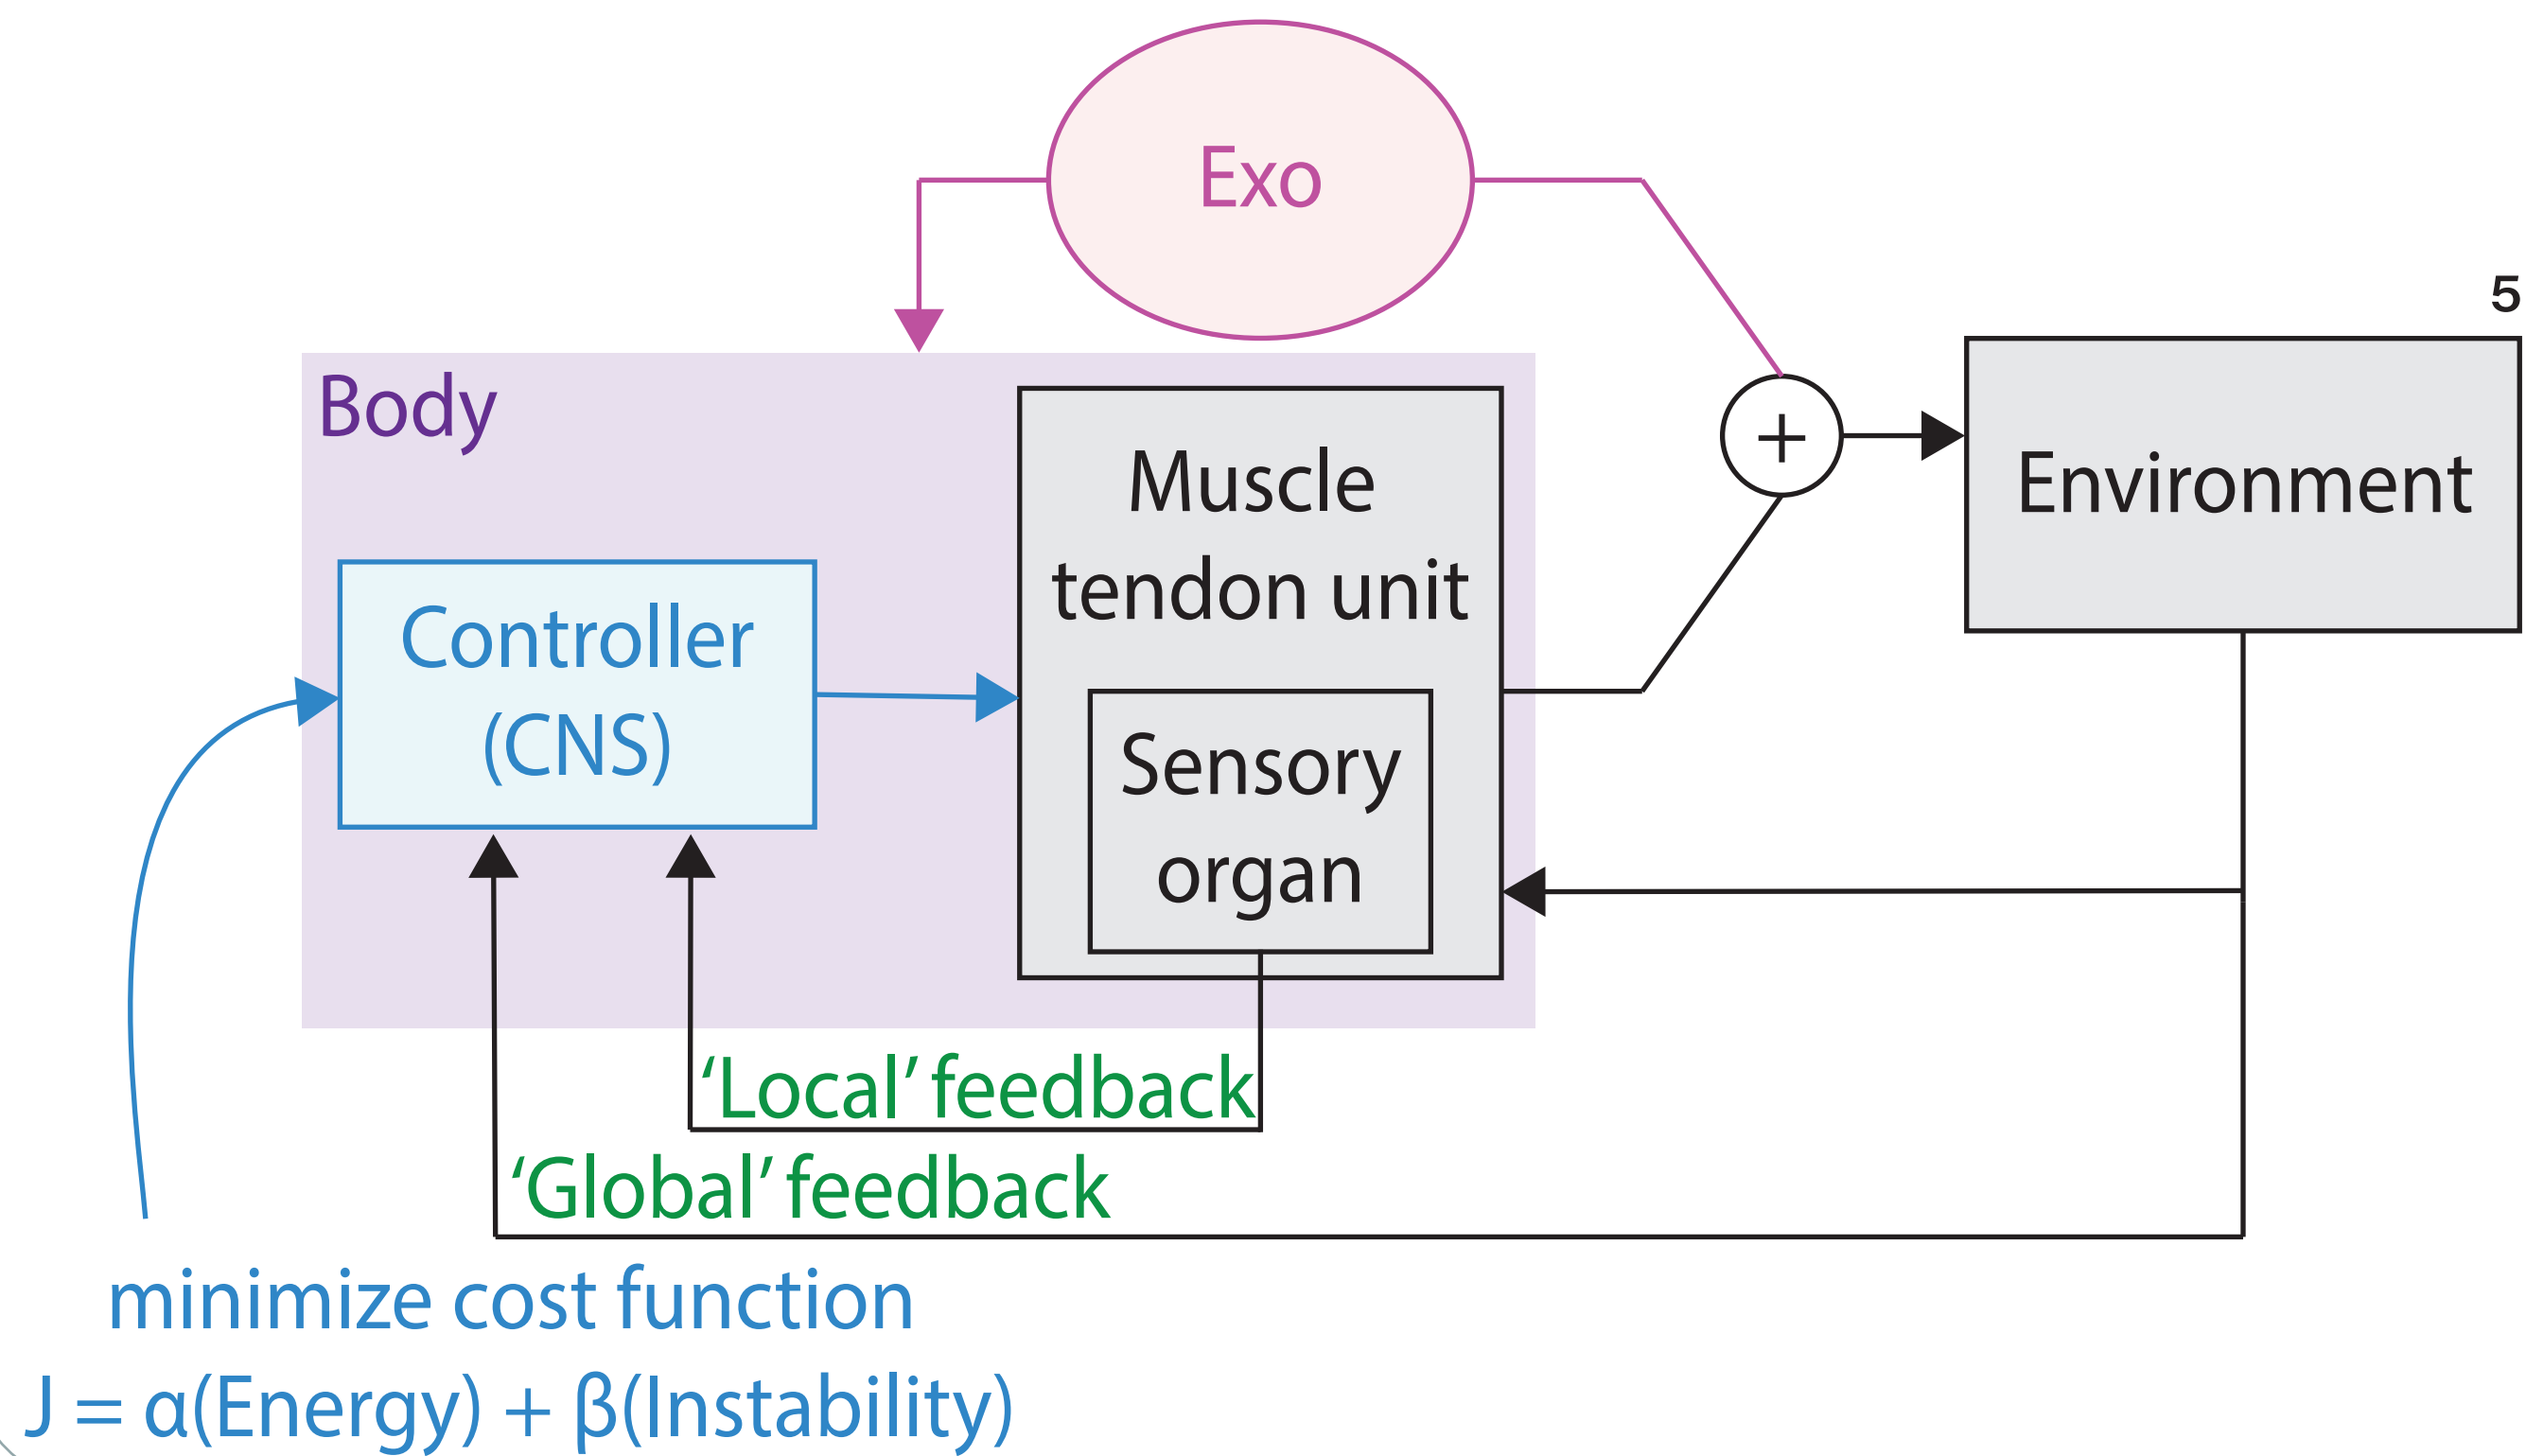 Exo
5
Body
Muscle
tendon unit
+
Environment
Controller
(CNS)
Sensory
organ
‘Local’ feedback
‘Global’ feedback
minimize cost function
J = α(Energy) + β(Instability)